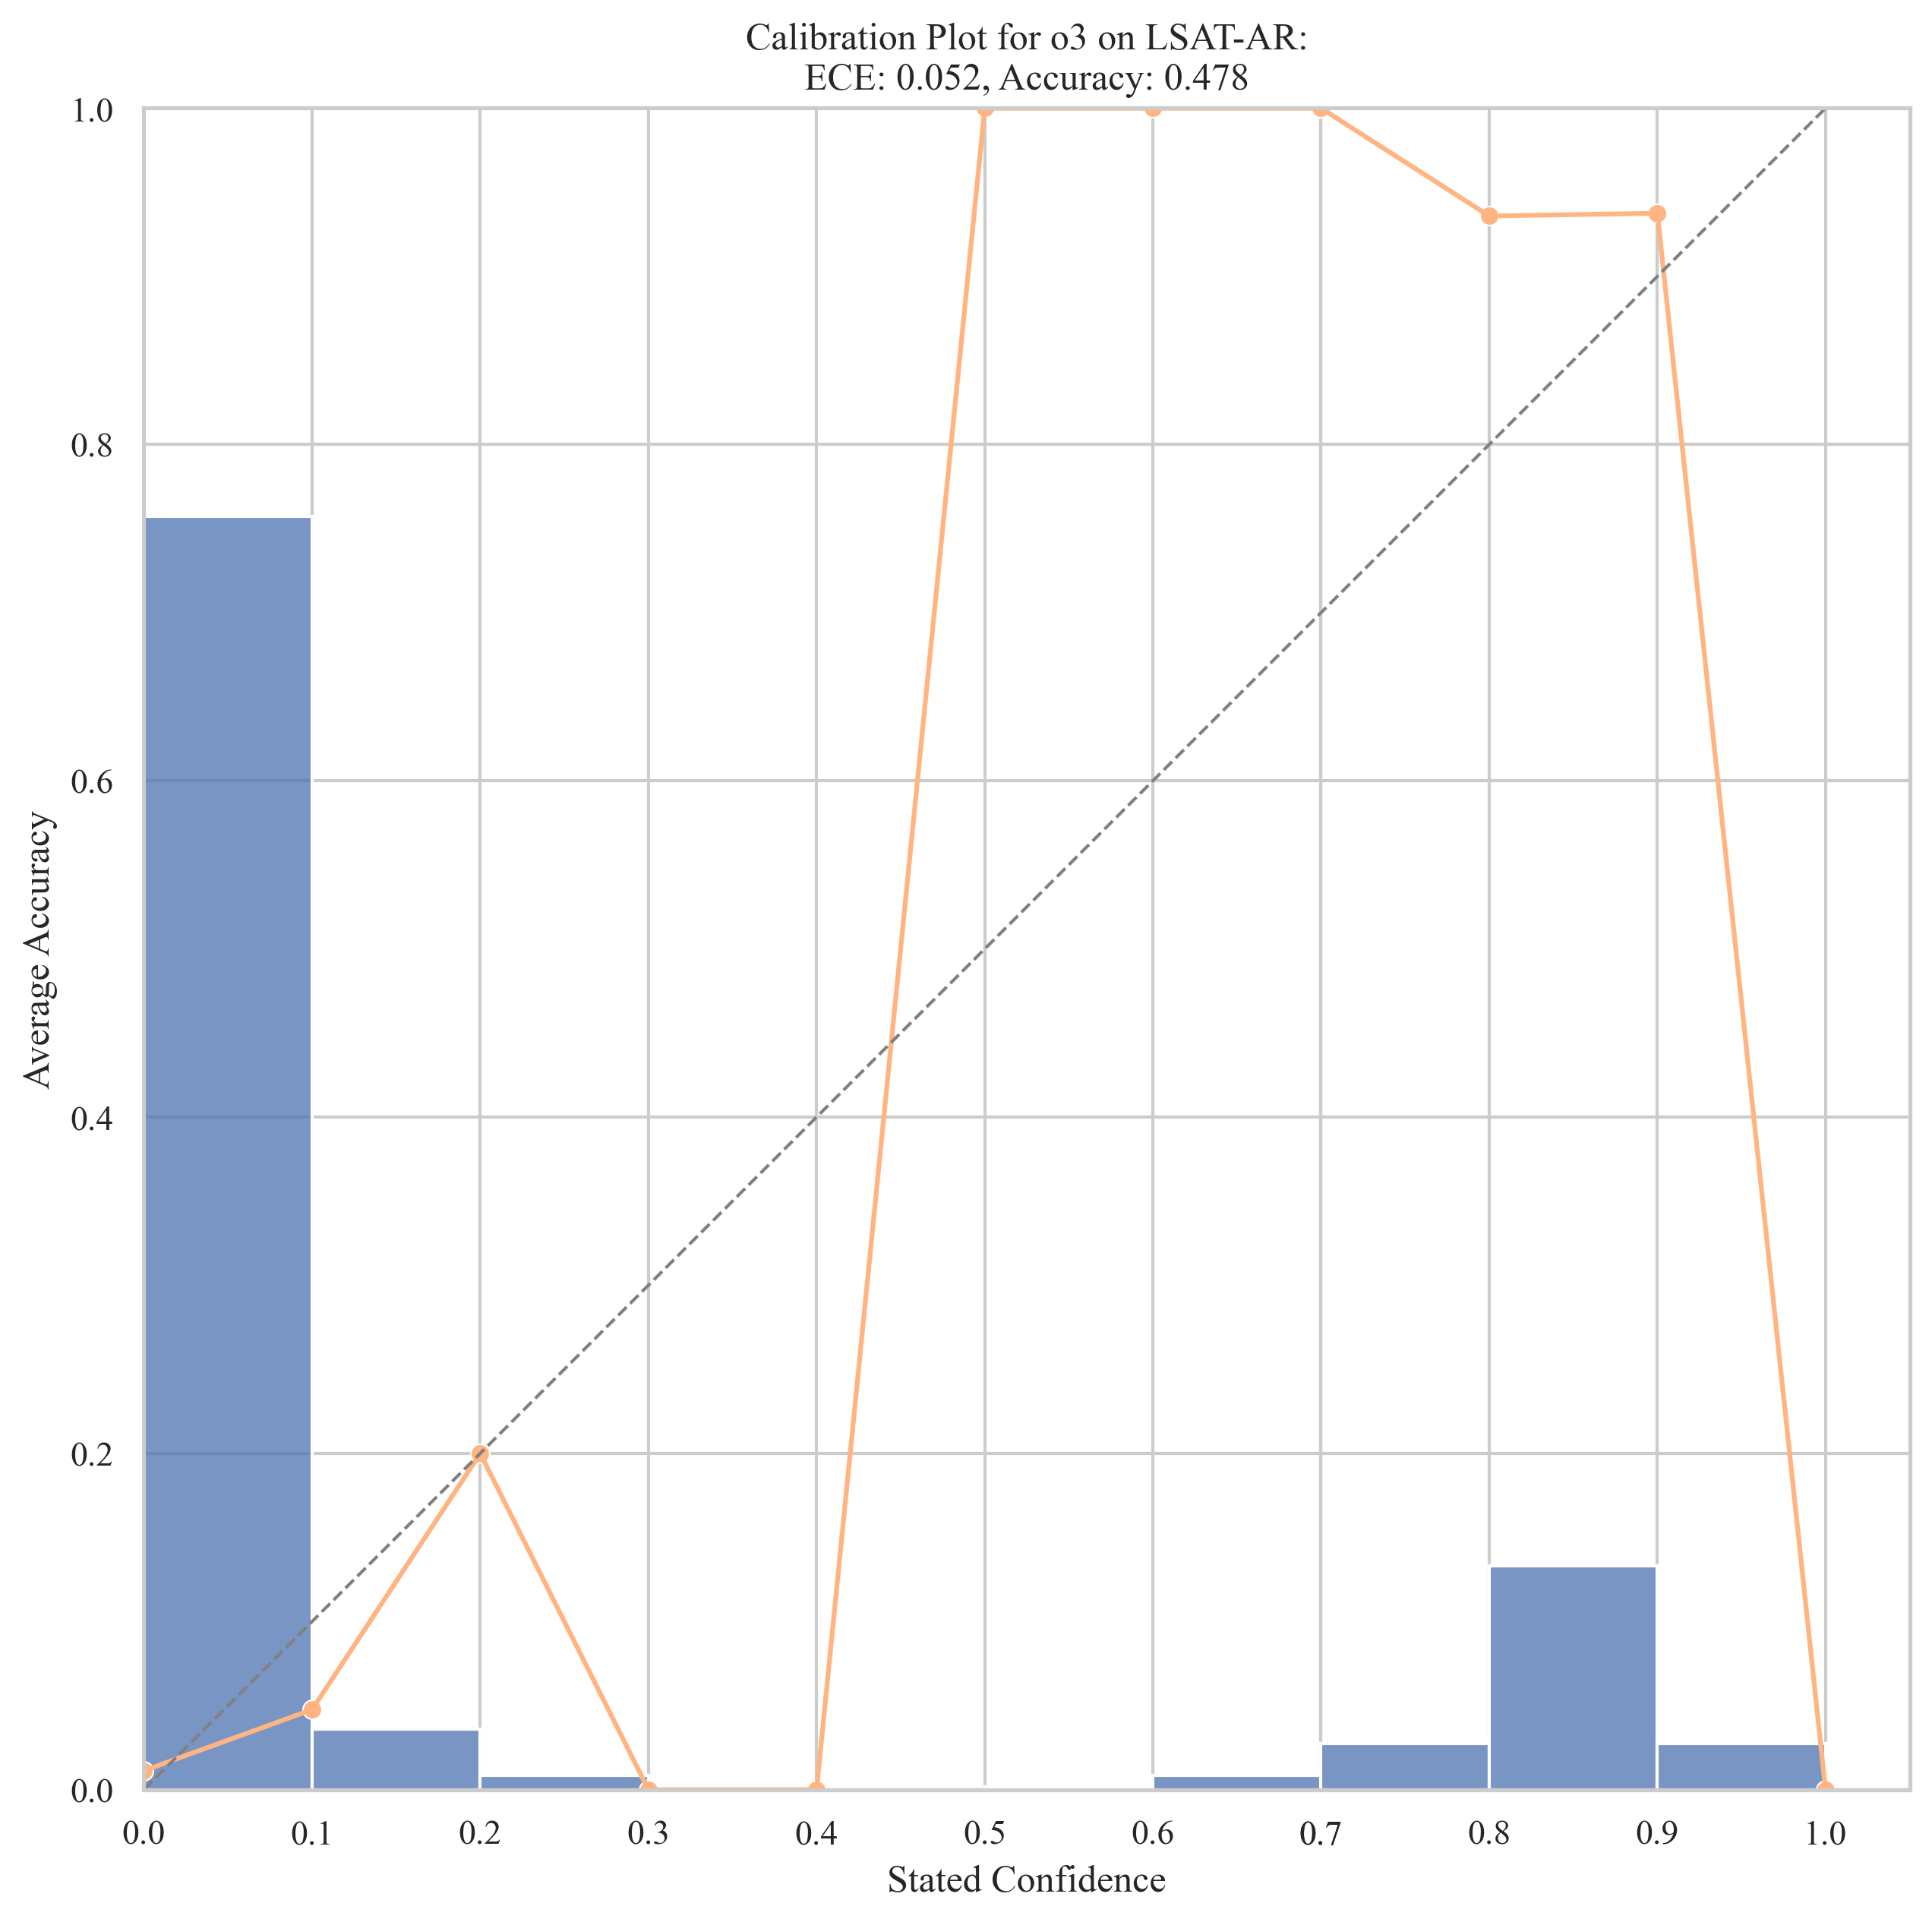 Calibration Plot for o3 on LSAT-AR:
ECE: 0.052, Accuracy: 0.478
1.0
0.8
0.6
0.4
0.2
0.0
Average Accuracy
0.0 0.1 0.2 0.3 0.4 0.5 0.6 0.7 0.8 0.9 1.0
Stated Confidence